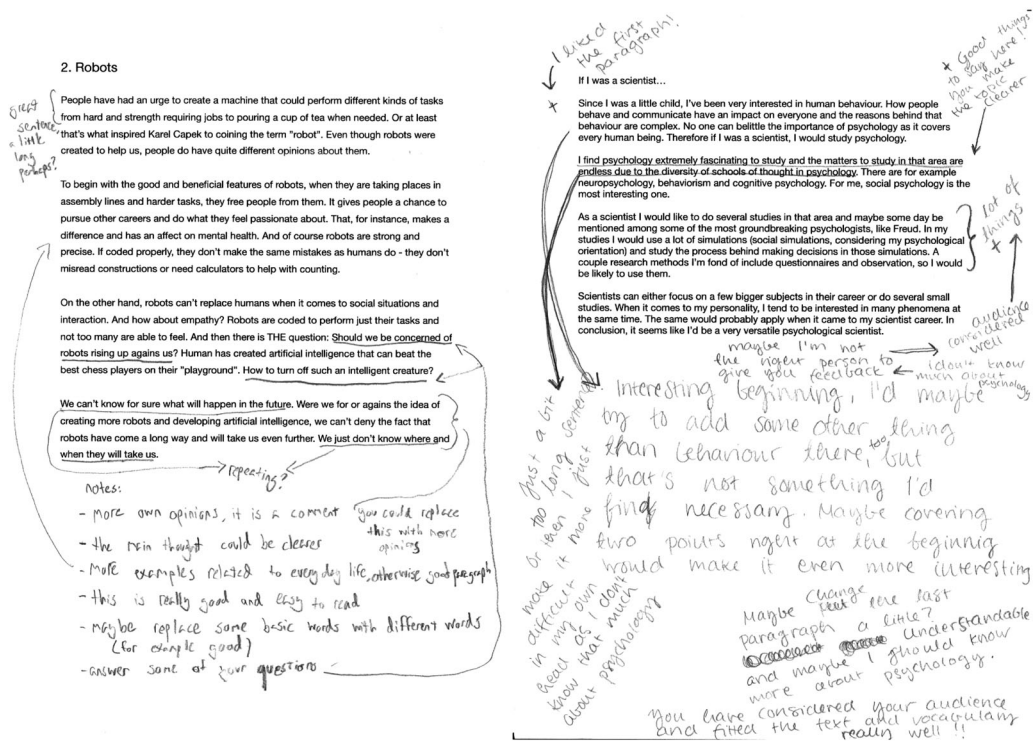 2. Robots
great
sentence,
a little
long
perhaps?
People have had an urge to create a machine that could perform different kinds of tasks
from hard and strength requiring jobs to pouring a cup of tea when needed. Or at least
that's what inspired Karel Capek to coining the term "robot". Even though robots were
created to help us, people do have quite different opinions about them.
To begin with the good and beneficial features of robots, when they are taking places in
assembly lines and harder tasks, they free people from them. It gives people a chance to
pursue other careers and do what they feel passionate about. That, for instance, makes a
difference and has an affect on mental health. And of course robots are strong and
precise. If coded properly, they don't make the same mistakes as humans do - they don't
misread constructions or need calculators to help with counting.
On the other hand, robots can't replace humans when it comes to social situations and
interaction. And how about empathy? Robots are coded to perform just their tasks and
not too many are able to feel. And then there is THE question: Should we be concerned of
robots rising up agains us? Human has created artificial intelligence that can beat the
best chess players on their "playground". How to turn off such an intelligent creature?
We can't know for sure what will happen in the future. Were we for or agains the idea of
creating more robots and developing artificial intelligence, we can't deny the fact that
robots have come a long way and will take us even further. We just don't know where and
when they will take us.
repeating?
notes:
- more own opinions, it is a comment
you could replace
this with more
opinions
- the main thought could be clearer
- More examples related to every day life, otherwise good paragraph
- this is really good and easy to read
- maybe replace some basic words with different words
(for example good)
- answer some of your questions
I liked
the first
paragraph!
* Good things
to say here!
You make
the topic
clearer
If I was a scientist…
Since I was a little child, I've been very interested in human behaviour. How people
behave and communicate have an impact on everyone and the reasons behind that
behaviour are complex. No one can belittle the importance of psychology as it covers
every human being. Therefore if I was a scientist, I would study psychology.
I find psychology extremely fascinating to study and the matters to study in that area are
endless due to the diversity of schools of thought in psychology. There are for example
neuropsychology, behaviorism and cognitive psychology. For me, social psychology is the
most interesting one.
As a scientist I would like to do several studies in that area and maybe some day be
mentioned among some of the most groundbreaking psychologists, like Freud. In my
studies I would use a lot of simulations (social simulations, considering my psychological
orientation) and study the process behind making decisions in those simulations. A
couple research methods I'm fond of include questionnaires and observation, so I would
be likely to use them.
lot of
things
Scientists can either focus on a few bigger subjects in their career or do several small
studies. When it comes to my personality, I tend to be interested in many phenomena at
the same time. The same would probably apply when it came to my scientist career. In
conclusion, it seems like I'd be a very versatile psychological scientist.
audience
considered
well
maybe I'm not
the right person to
give you feedback
i don't know
much about
psychology
Interesting beginning, I'd maybe
try to add some other thing
than behaviour there, too, but
that's not something I'd
find necessary. Maybe covering
two points right at the beginnig
would make it even more interesting
Just a bit
too long sentence
or then I just
make it more
difficult
in my own
head as I don't
know that much
about psychology
Maybe change the last
paragraph a little?
understandable
and maybe I should know
more about psychology.
You have considered your audience
and fitted the text and vocabulary
really well!!